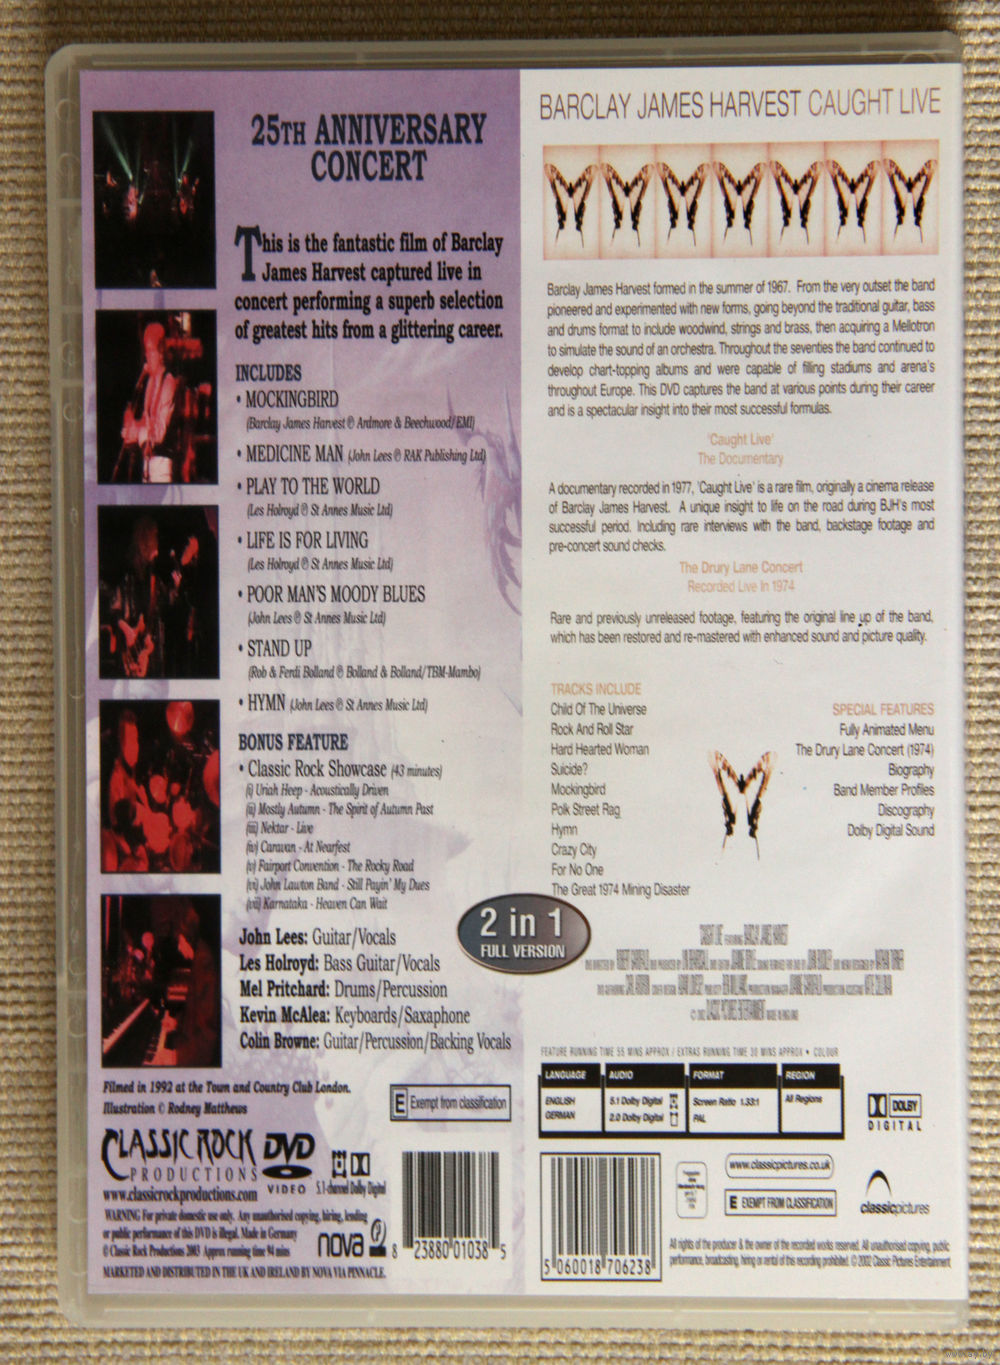 25TH ANNIVERSARY
CONCERT
This is the fantastic film of Barclay
James Harvest captured live in
concert performing a superb selection
of greatest hits from a glittering career.
INCLUDES
• MOCKINGBIRD
(Barclay James Harvest ℗ Ardmore & Beechwood/EMI)
• MEDICINE MAN (John Lees ℗ RAK Publishing Ltd)
• PLAY TO THE WORLD
(Les Holroyd ℗ St Annes Music Ltd)
• LIFE IS FOR LIVING
(Les Holroyd ℗ St Annes Music Ltd)
• POOR MAN'S MOODY BLUES
(John Lees ℗ St Annes Music Ltd)
• STAND UP
(Rob & Ferdi Bolland ℗ Bolland & Bolland/TBM-Mambo)
• HYMN (John Lees ℗ St Annes Music Ltd)
BONUS FEATURE
• Classic Rock Showcase (43 minutes)
(i) Uriah Heep - Acoustically Driven
(ii) Mostly Autumn - The Spirit of Autumn Past
(iii) Nektar - Live
(iv) Caravan - At Nearfest
(v) Fairport Convention - The Rocky Road
(vi) John Lawton Band - Still Payin' My Dues
(vii) Karnataka - Heaven Can Wait
John Lees: Guitar/Vocals
Les Holroyd: Bass Guitar/Vocals
Mel Pritchard: Drums/Percussion
Kevin McAlea: Keyboards/Saxophone
Colin Browne: Guitar/Percussion/Backing Vocals
Filmed in 1992 at the Town and Country Club London.
Illustration © Rodney Matthews
E Exempt from classification
CLASSIC ROCK
PRODUCTIONS
www.classicrockproductions.com
DVD
VIDEO
5.1-channel Dolby Digital
WARNING For private domestic use only. Any unauthorised copying, hiring, lending
or public performance of this DVD is illegal. Made in Germany
© Classic Rock Productions 2003 Approx running time 94 mins
MARKETED AND DISTRIBUTED IN THE UK AND IRELAND BY NOVA VIA PINNACLE.
nova
8 23880 01038 5
2 in 1
FULL VERSION
BARCLAY JAMES HARVEST CAUGHT LIVE
Barclay James Harvest formed in the summer of 1967. From the very outset the band
pioneered and experimented with new forms, going beyond the traditional guitar, bass
and drums format to include woodwind, strings and brass, then acquiring a Mellotron
to simulate the sound of an orchestra. Throughout the seventies the band continued to
develop chart-topping albums and were capable of filling stadiums and arena's
throughout Europe. This DVD captures the band at various points during their career
and is a spectacular insight into their most successful formulas.
'Caught Live'
The Documentary
A documentary recorded in 1977, 'Caught Live' is a rare film, originally a cinema release
of Barclay James Harvest. A unique insight to life on the road during BJH's most
successful period. Including rare interviews with the band, backstage footage and
pre-concert sound checks.
The Drury Lane Concert
Recorded Live In 1974
Rare and previously unreleased footage, featuring the original line up of the band,
which has been restored and re-mastered with enhanced sound and picture quality.
TRACKS INCLUDE
Child Of The Universe
Rock And Roll Star
Hard Hearted Woman
Suicide?
Mockingbird
Polk Street Rag
Hymn
Crazy City
For No One
The Great 1974 Mining Disaster
SPECIAL FEATURES
Fully Animated Menu
The Drury Lane Concert (1974)
Biography
Band Member Profiles
Discography
Dolby Digital Sound
CAUGHT LIVE FEATURING BARCLAY JAMES HARVEST
CLASSIC PICTURES ENTERTAINMENT MADE IN ENGLAND
FEATURE RUNNING TIME 55 MINS APPROX / EXTRAS RUNNING TIME 30 MINS APPROX • COLOUR
LANGUAGE AUDIO FORMAT REGION
ENGLISH 5.1 Dolby Digital Screen Ratio 1.33:1 All Regions
GERMAN 2.0 Dolby Digital PAL
DOLBY
DIGITAL
www.classicpictures.co.uk
E EXEMPT FROM CLASSIFICATION
classicpictures
5 060018 706238
All rights of the producer & the owner of the recorded works reserved. All unauthorised copying, public
performance, broadcasting, hiring or rental of this recording prohibited. © 2002 Classic Pictures Entertainment